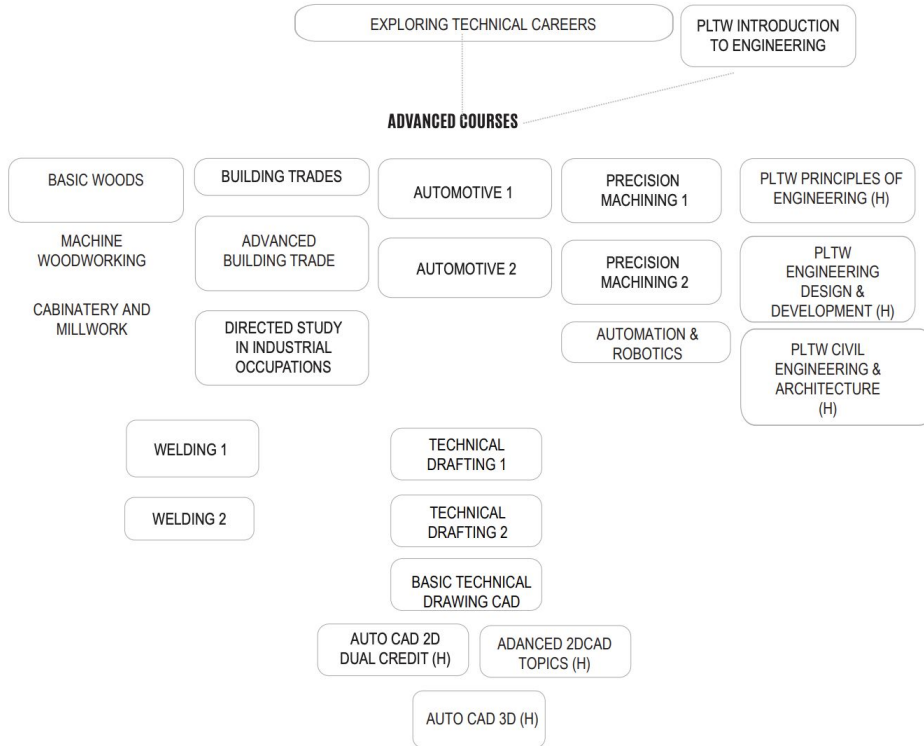 EXPLORING TECHNICAL CAREERS
PLTW INTRODUCTION
TO ENGINEERING
ADVANCED COURSES
BASIC WOODS
MACHINE
WOODWORKING
CABINATERY AND
MILLWORK
BUILDING TRADES
ADVANCED
BUILDING TRADE
DIRECTED STUDY
IN INDUSTRIAL
OCCUPATIONS
AUTOMOTIVE 1
AUTOMOTIVE 2
PRECISION
MACHINING 1
PRECISION
MACHINING 2
AUTOMATION &
ROBOTICS
PLTW PRINCIPLES OF
ENGINEERING (H)
PLTW
ENGINEERING
DESIGN &
DEVELOPMENT (H)
PLTW CIVIL
ENGINEERING &
ARCHITECTURE
(H)
WELDING 1
WELDING 2
TECHNICAL
DRAFTING 1
TECHNICAL
DRAFTING 2
BASIC TECHNICAL
DRAWING CAD
AUTO CAD 2D
DUAL CREDIT (H)
ADANCED 2DCAD
TOPICS (H)
AUTO CAD 3D (H)